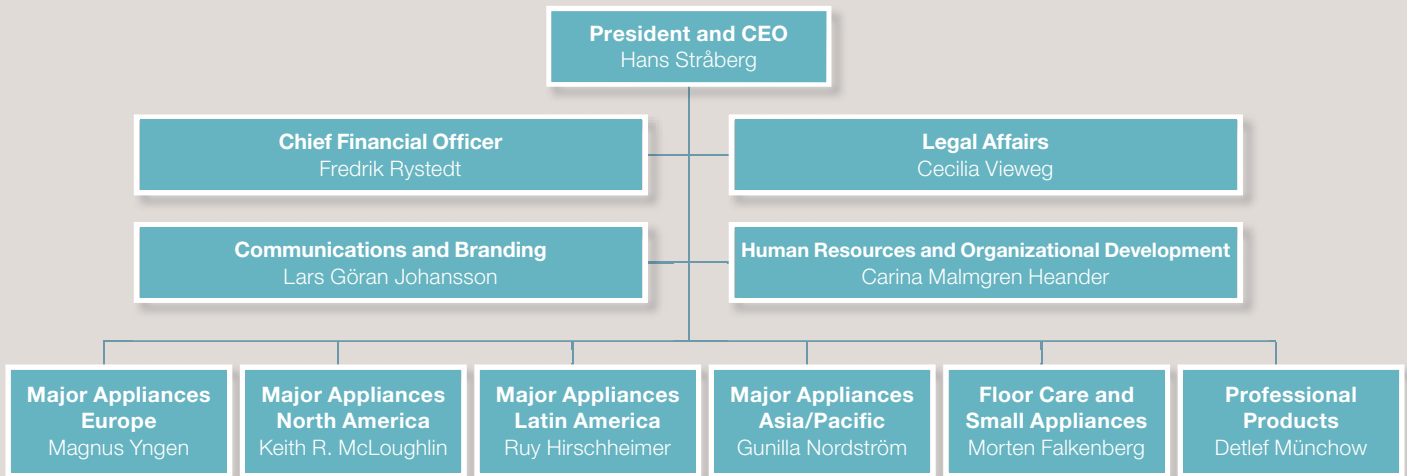 President and CEO
Hans Stråberg
Chief Financial Officer
Fredrik Rystedt
Legal Affairs
Cecilia Vieweg
Communications and Branding
Lars Göran Johansson
Human Resources and Organizational Development
Carina Malmgren Heander
Major Appliances
Europe
Magnus Yngen
Major Appliances
North America
Keith R. McLoughlin
Major Appliances
Latin America
Ruy Hirschheimer
Major Appliances
Asia/Pacific
Gunilla Nordström
Floor Care and
Small Appliances
Morten Falkenberg
Professional
Products
Detlef Münchow